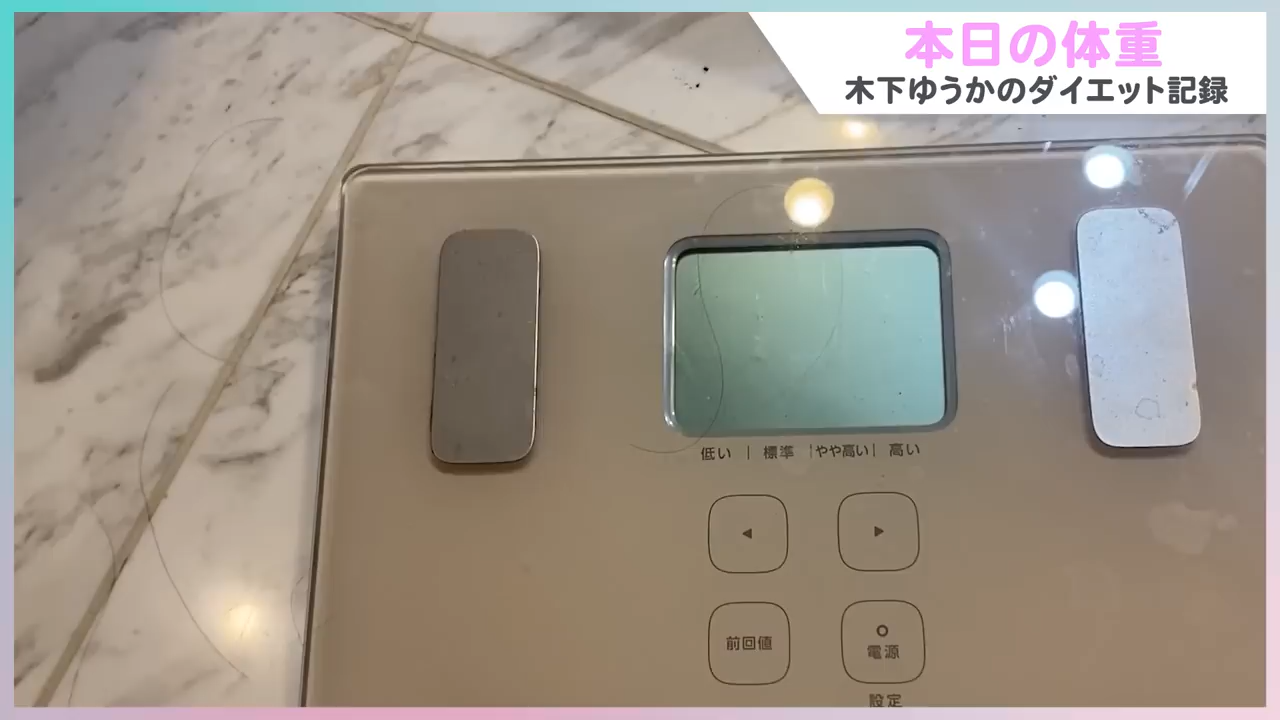 本日の体重
木下ゆうかのダイエット記録
低い | 標準 | やや高い | 高い
◀ ▶
前回値 電源
設定